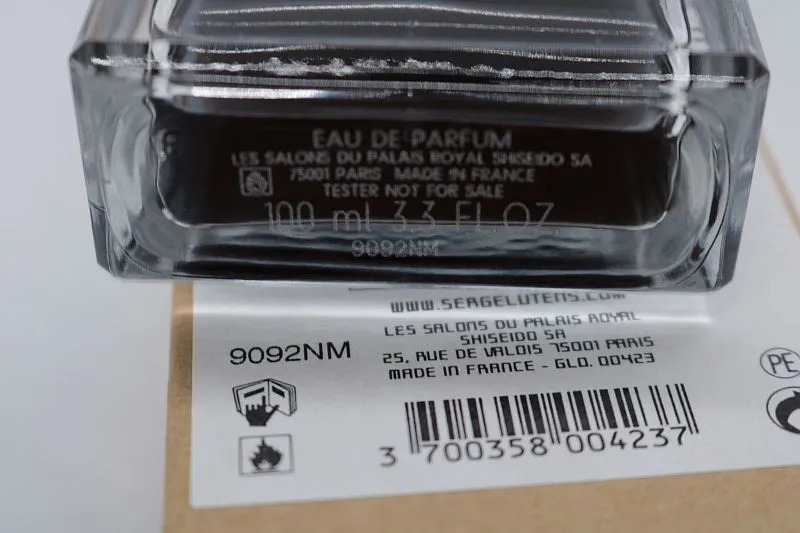 EAU DE PARFUM
LES SALONS DU PALAIS ROYAL SHISEIDO SA
75001 PARIS MADE IN FRANCE
TESTER NOT FOR SALE
100 ml 3.3 FL.OZ
9092NM
www.SERGELUTENS.COM
LES SALONS DU PALAIS ROYAL
SHISEIDO SA
25, RUE DE VALOIS 75001 PARIS
MADE IN FRANCE - GLO. 00423
9092NM
PE
3 700358 004237